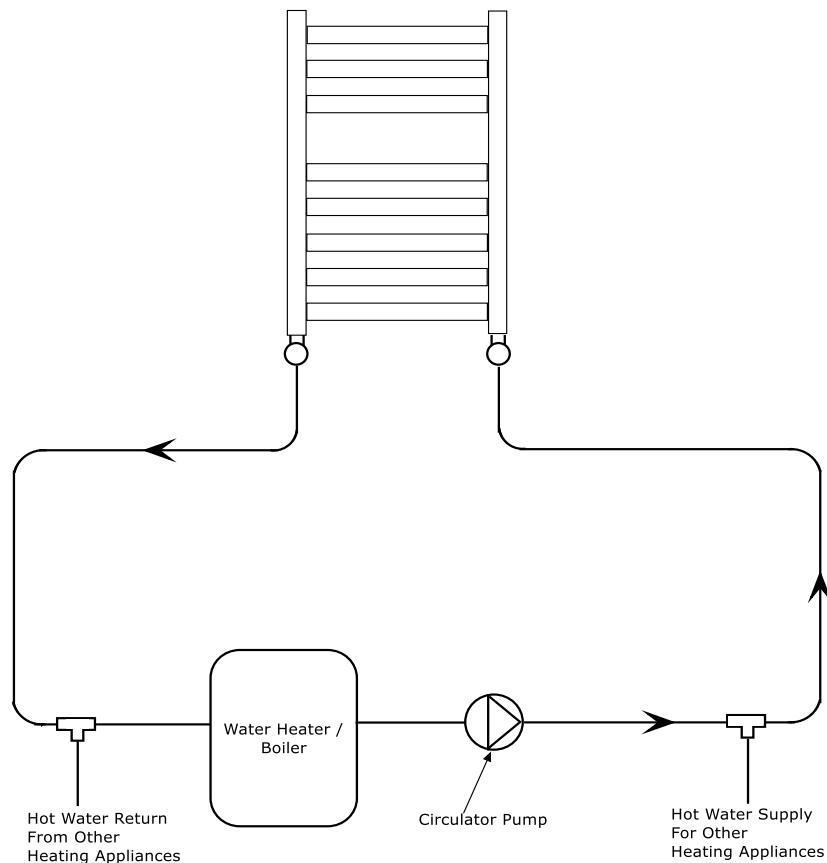 Water Heater /
Boiler
Circulator Pump
Hot Water Return
From Other
Heating Appliances
Hot Water Supply
For Other
Heating Appliances